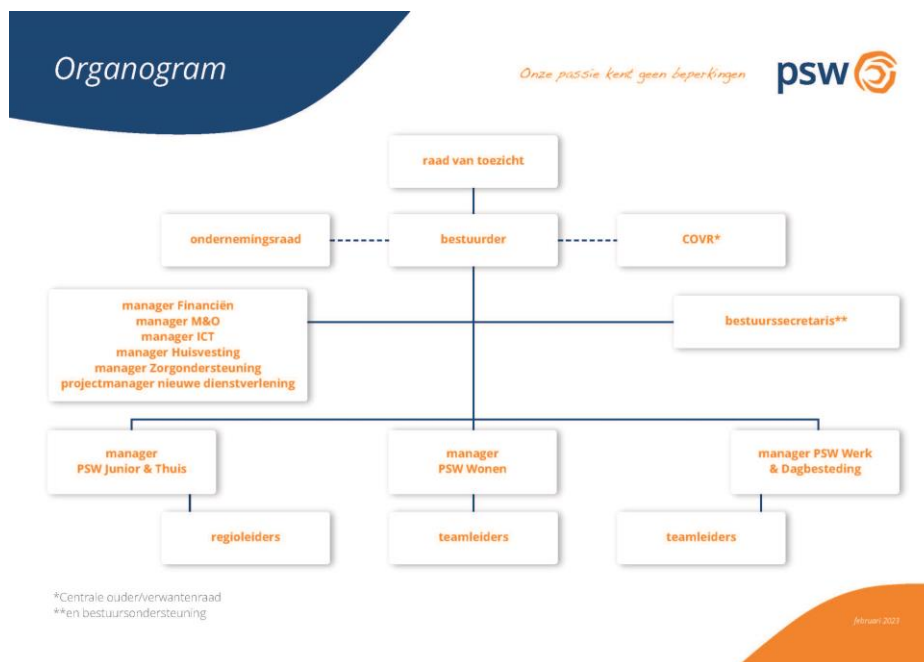 Organogram
Onze passie kent geen beperkingen
psw
raad van toezicht
ondernemingsraad
bestuurder
COVR*
manager Financiën
manager M&O
manager ICT
manager Huisvesting
manager Zorgondersteuning
projectmanager nieuwe dienstverlening
bestuurssecretaris**
manager
PSW Junior & Thuis
manager
PSW Wonen
manager PSW Werk
& Dagbesteding
regioleiders
teamleiders
teamleiders
*Centrale ouder/verwantenraad
**en bestuursondersteuning
februari 2023